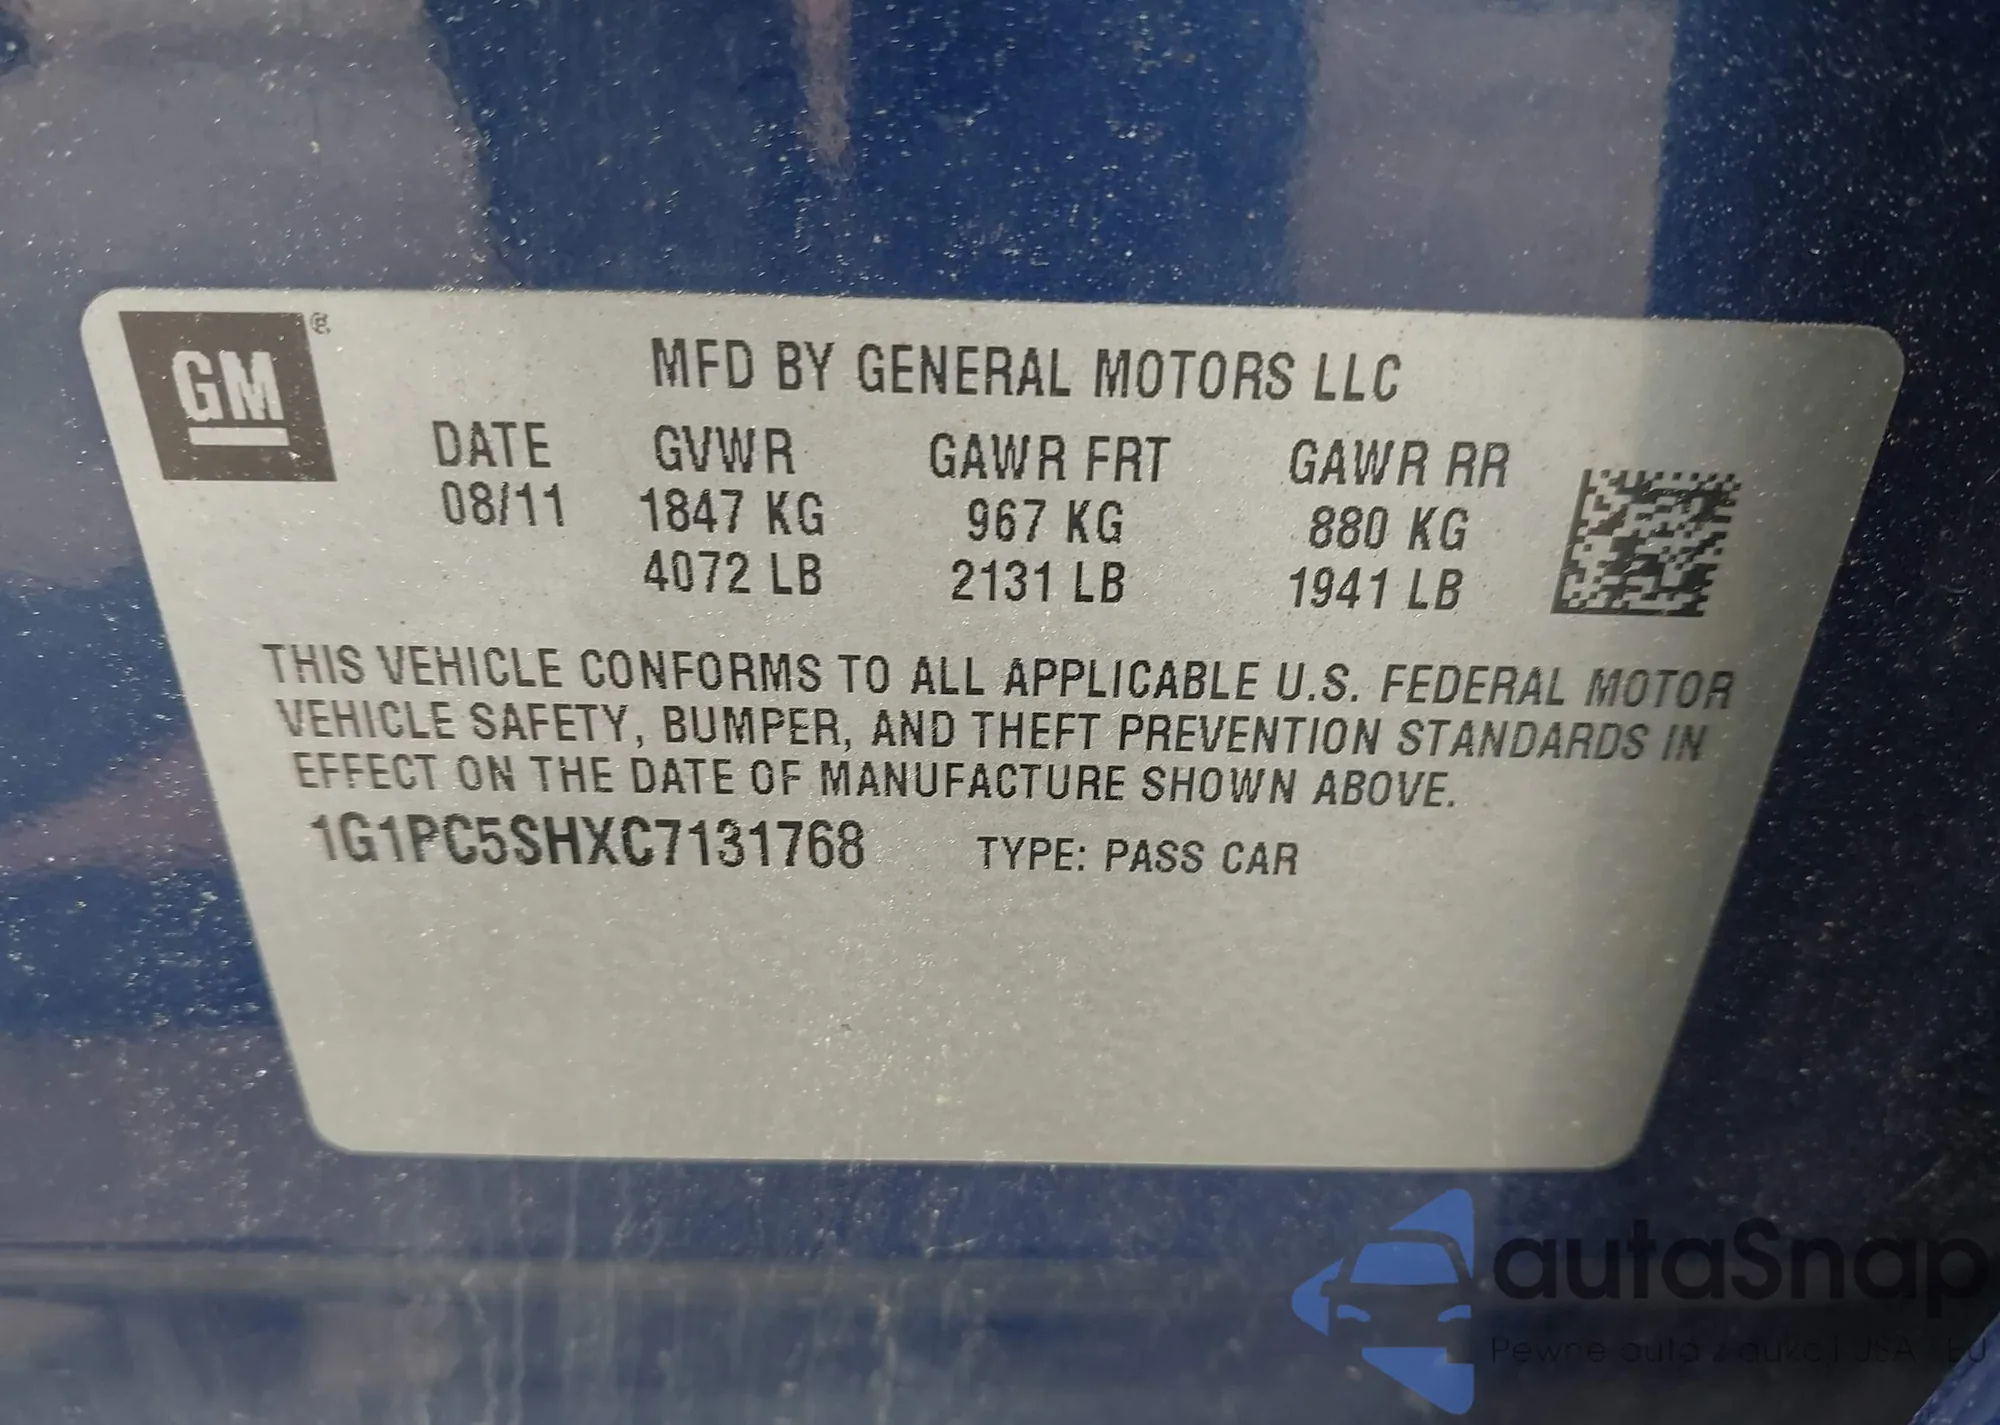 GM ®
MFD BY GENERAL MOTORS LLC
DATE GVWR GAWR FRT GAWR RR
08/11 1847 KG 967 KG 880 KG
4072 LB 2131 LB 1941 LB
THIS VEHICLE CONFORMS TO ALL APPLICABLE U.S. FEDERAL MOTOR
VEHICLE SAFETY, BUMPER, AND THEFT PREVENTION STANDARDS IN
EFFECT ON THE DATE OF MANUFACTURE SHOWN ABOVE.
1G1PC5SHXC7131768 TYPE: PASS CAR
autaSnap
Pewne auta z